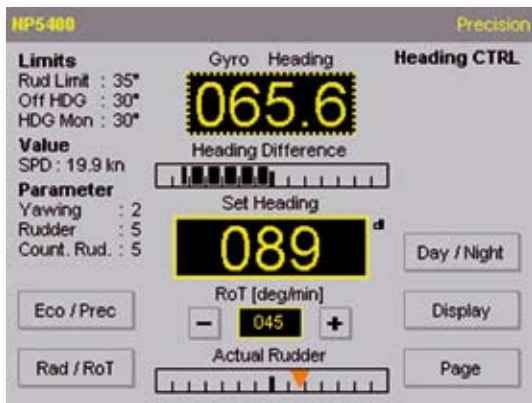 NP5400
Precision
Limits
Rud Limit : 35°
Off HDG : 30°
HDG Mon : 30°
Value
SPD : 19.9 kn
Parameter
Yawing : 2
Rudder : 5
Count. Rud. : 5
Eco / Prec
Rad / RoT
Gyro Heading
065.6
Heading Difference
Set Heading
089
RoT [deg/min]
− 045 +
Actual Rudder
Heading CTRL
Day / Night
Display
Page